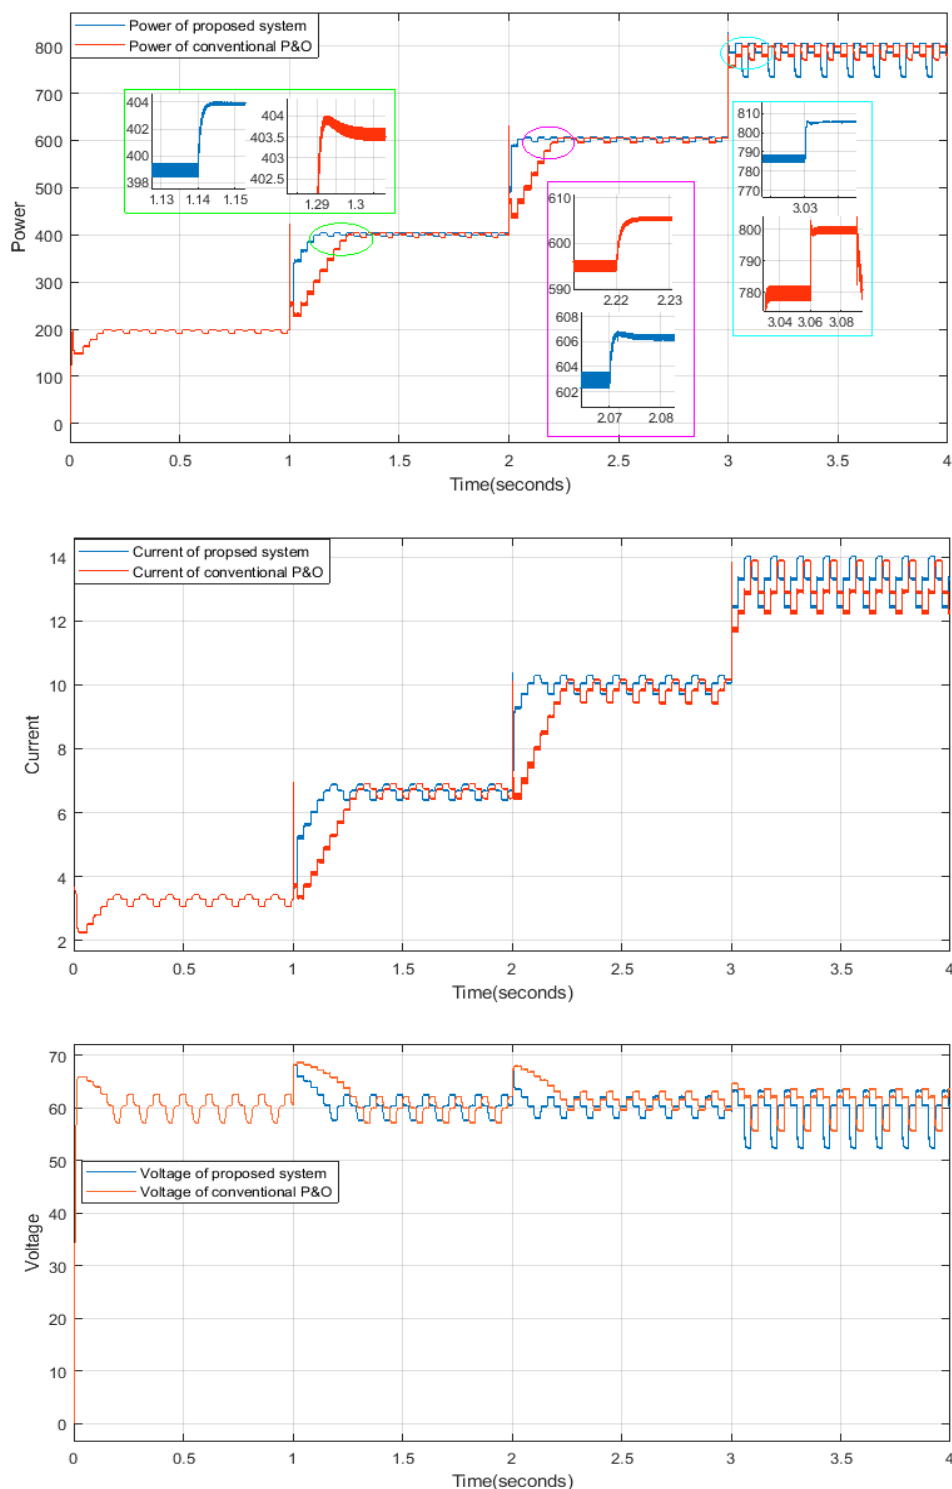 Power of proposed system
Power of conventional P&O
800
700
600
500
400
300
200
100
0
Power
404
402
400
398
1.13 1.14 1.15
404
403.5
403
402.5
1.29 1.3
610
600
590
2.22 2.23
608
606
604
602
2.07 2.08
810
790
770
3.03
800
790
780
3.04 3.06 3.08
0 0.5 1 1.5 2 2.5 3 3.5 4
Time(seconds)
Current of propsed system
Current of conventional P&O
14
12
10
8
6
4
2
Current
0 0.5 1 1.5 2 2.5 3 3.5 4
Time(seconds)
70
60
50
40
30
20
10
0
Voltage
Voltage of proposed system
Voltage of conventional P&O
0 0.5 1 1.5 2 2.5 3 3.5 4
Time(seconds)